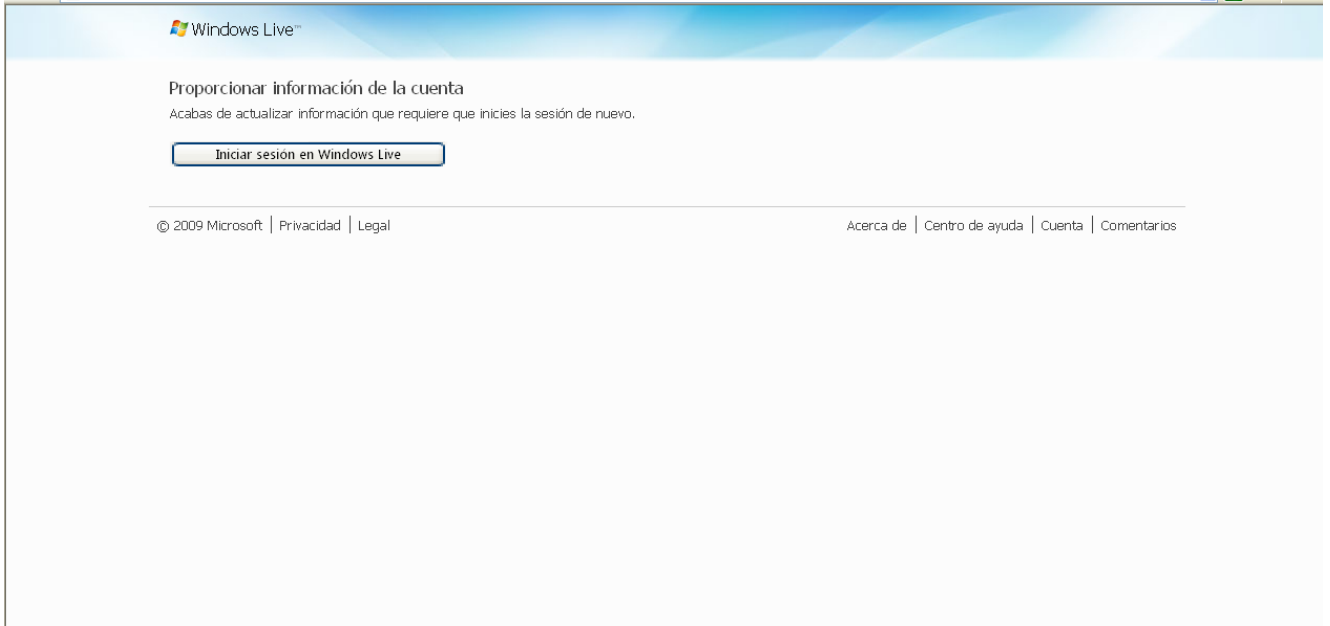 Windows Live™
Proporcionar información de la cuenta
Acabas de actualizar información que requiere que inicies la sesión de nuevo.
Iniciar sesión en Windows Live
© 2009 Microsoft | Privacidad | Legal
Acerca de | Centro de ayuda | Cuenta | Comentarios